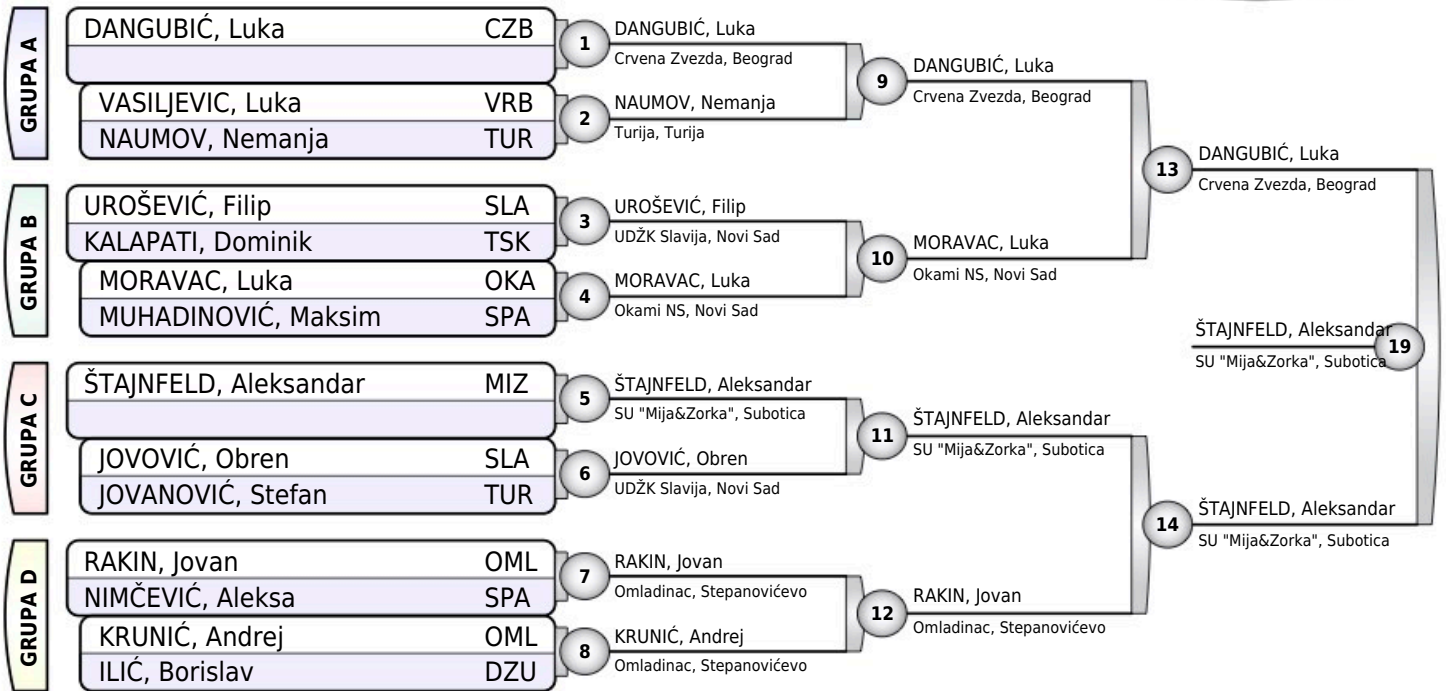 GRUPA A
DANGUBIĆ, Luka CZB
VASILJEVIC, Luka VRB
NAUMOV, Nemanja TUR
1
DANGUBIĆ, Luka
Crvena Zvezda, Beograd
2
NAUMOV, Nemanja
Turija, Turija
9
DANGUBIĆ, Luka
Crvena Zvezda, Beograd
GRUPA B
UROŠEVIĆ, Filip SLA
KALAPATI, Dominik TSK
MORAVAC, Luka OKA
MUHADINOVIĆ, Maksim SPA
3
UROŠEVIĆ, Filip
UDŽK Slavija, Novi Sad
4
MORAVAC, Luka
Okami NS, Novi Sad
10
MORAVAC, Luka
Okami NS, Novi Sad
13
DANGUBIĆ, Luka
Crvena Zvezda, Beograd
GRUPA C
ŠTAJNFELD, Aleksandar MIZ
JOVOVIĆ, Obren SLA
JOVANOVIĆ, Stefan TUR
5
ŠTAJNFELD, Aleksandar
SU "Mija&Zorka", Subotica
6
JOVOVIĆ, Obren
UDŽK Slavija, Novi Sad
11
ŠTAJNFELD, Aleksandar
SU "Mija&Zorka", Subotica
GRUPA D
RAKIN, Jovan OML
NIMČEVIĆ, Aleksa SPA
KRUNIĆ, Andrej OML
ILIĆ, Borislav DZU
7
RAKIN, Jovan
Omladinac, Stepanovićevo
8
KRUNIĆ, Andrej
Omladinac, Stepanovićevo
12
RAKIN, Jovan
Omladinac, Stepanovićevo
14
ŠTAJNFELD, Aleksandar
SU "Mija&Zorka", Subotica
ŠTAJNFELD, Aleksandar
SU "Mija&Zorka", Subotica
19